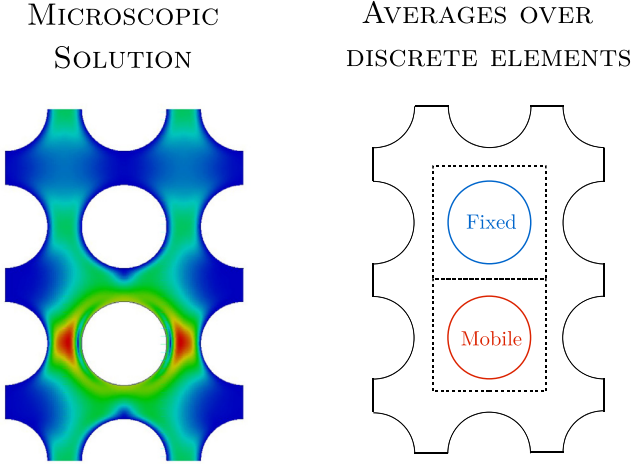 MICROSCOPIC
SOLUTION
AVERAGES OVER
DISCRETE ELEMENTS
Fixed
Mobile